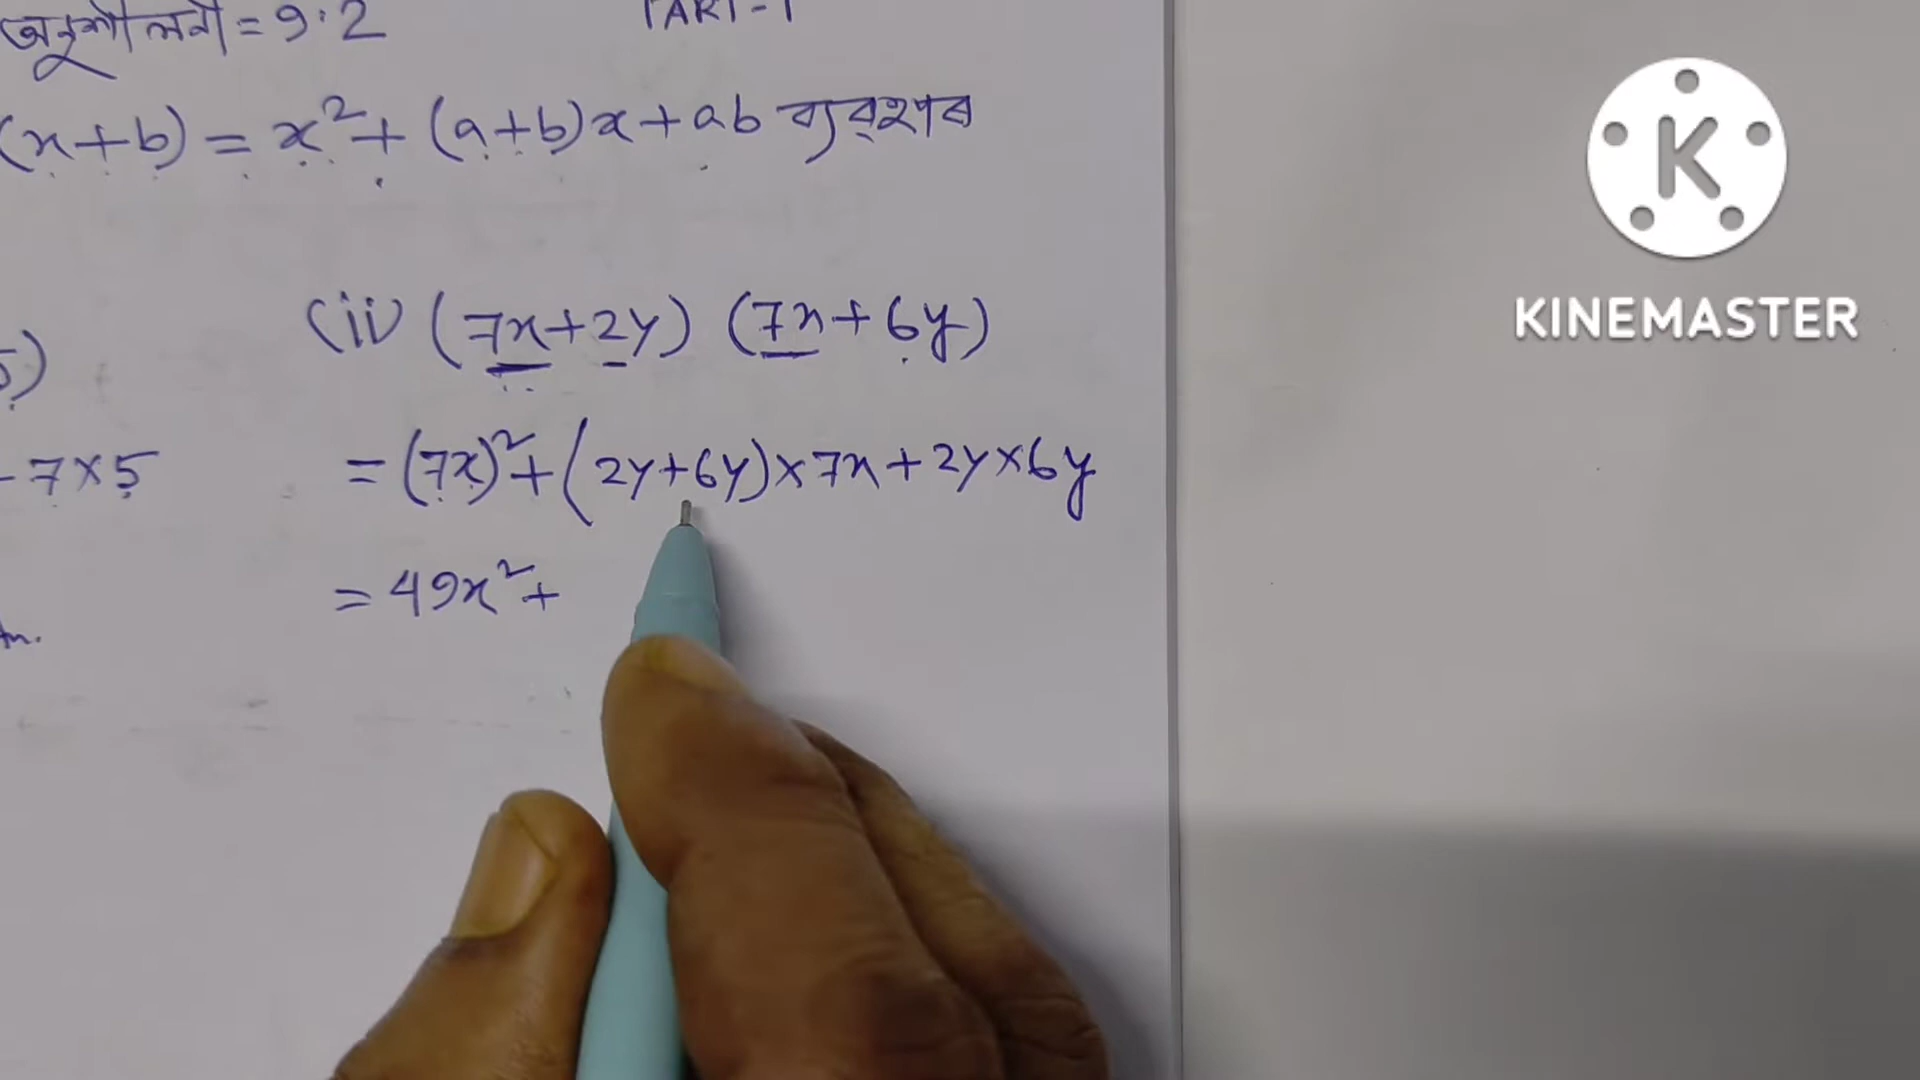 অনুশীলনী = 9.2 PART-1
(x+b) = x² + (a+b)x + ab ব্যৱহাৰ
(ii) (7x+2y) (7x+6y)
= (7x)² + (2y+6y)×7x + 2y×6y
- 7×5
= 49x² +
KINEMASTER